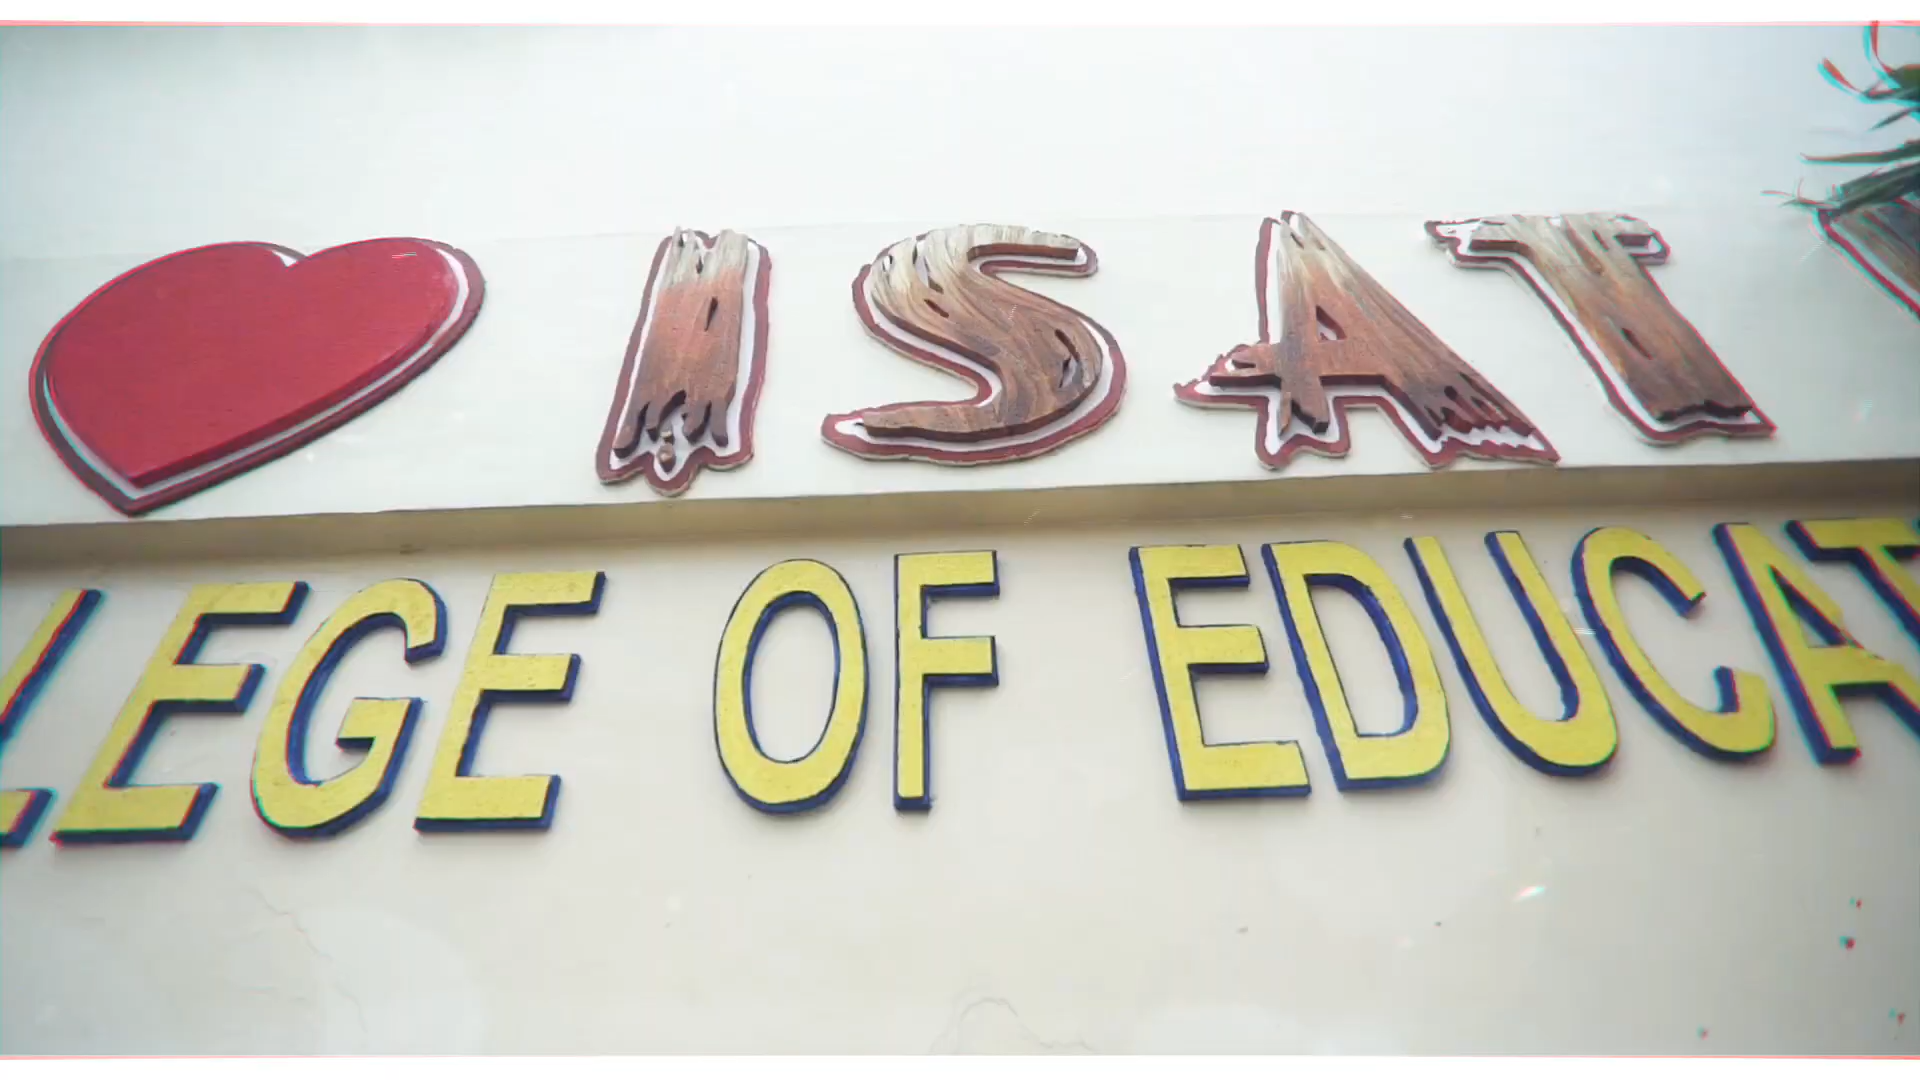 ❤ ISAT
LEGE OF EDUCAT